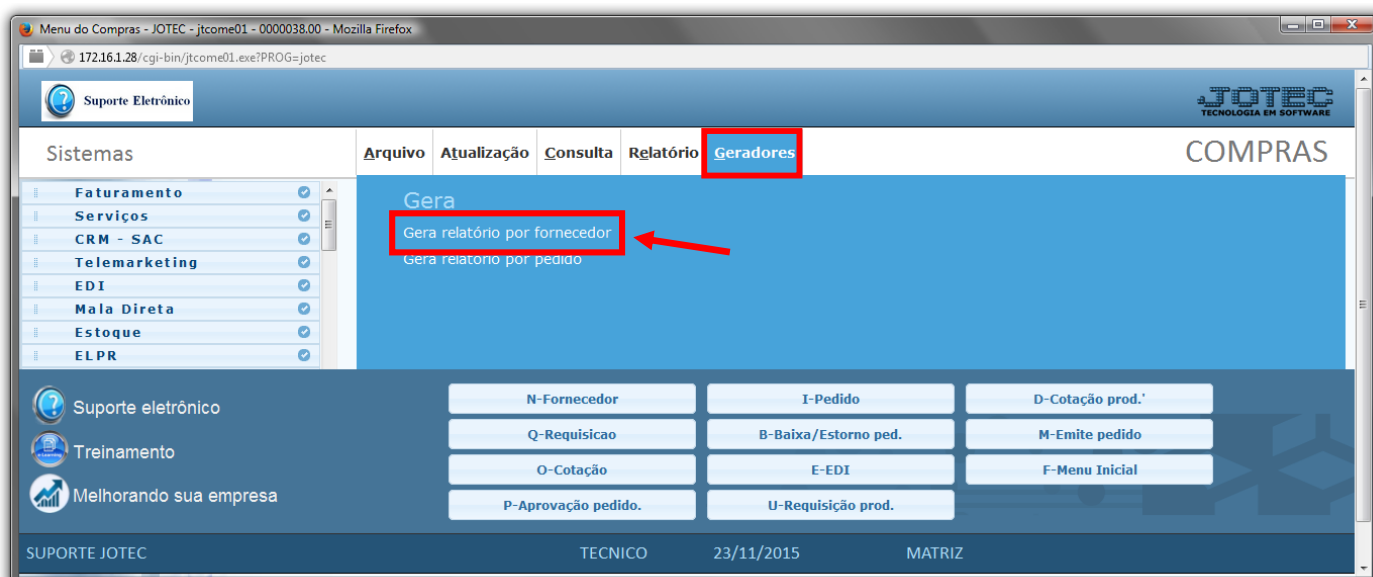 Menu do Compras - JOTEC - jtcome01 - 0000038.00 - Mozilla Firefox
172.16.1.28/cgi-bin/jtcome01.exe?PROG=jotec
Suporte Eletrônico
JOTEC
TECNOLOGIA EM SOFTWARE
Sistemas
Arquivo Atualização Consulta Relatório Geradores
COMPRAS
Faturamento
Serviços
CRM - SAC
Telemarketing
EDI
Mala Direta
Estoque
ELPR
Gera
Gera relatório por fornecedor
Gera relatório por pedido
Suporte eletrônico
Treinamento
Melhorando sua empresa
N-Fornecedor I-Pedido D-Cotação prod.'
Q-Requisicao B-Baixa/Estorno ped. M-Emite pedido
O-Cotação E-EDI F-Menu Inicial
P-Aprovação pedido. U-Requisição prod.
SUPORTE JOTEC TECNICO 23/11/2015 MATRIZ